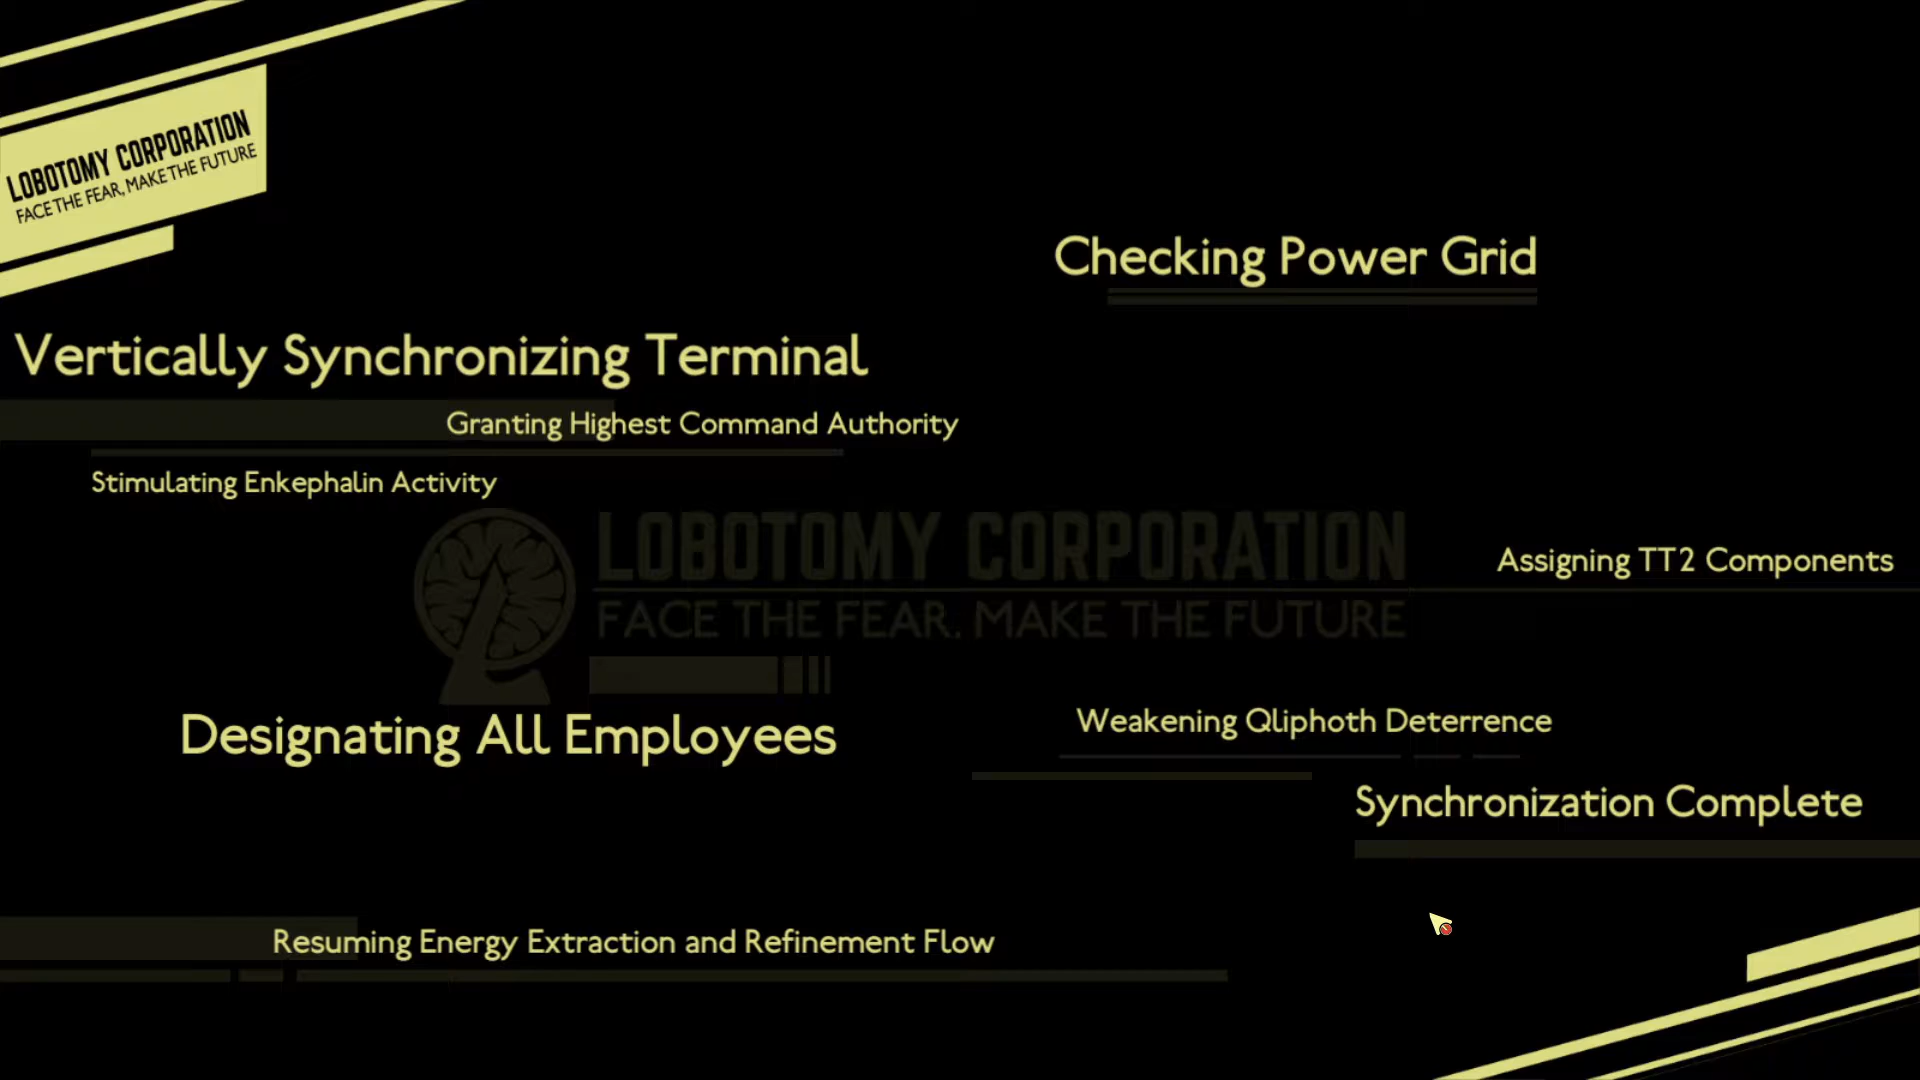 LOBOTOMY CORPORATION
FACE THE FEAR, MAKE THE FUTURE
Checking Power Grid
Vertically Synchronizing Terminal
Granting Highest Command Authority
Stimulating Enkephalin Activity
LOBOTOMY CORPORATION
FACE THE FEAR, MAKE THE FUTURE
Assigning TT2 Components
Designating All Employees
Weakening Qliphoth Deterrence
Synchronization Complete
Resuming Energy Extraction and Refinement Flow